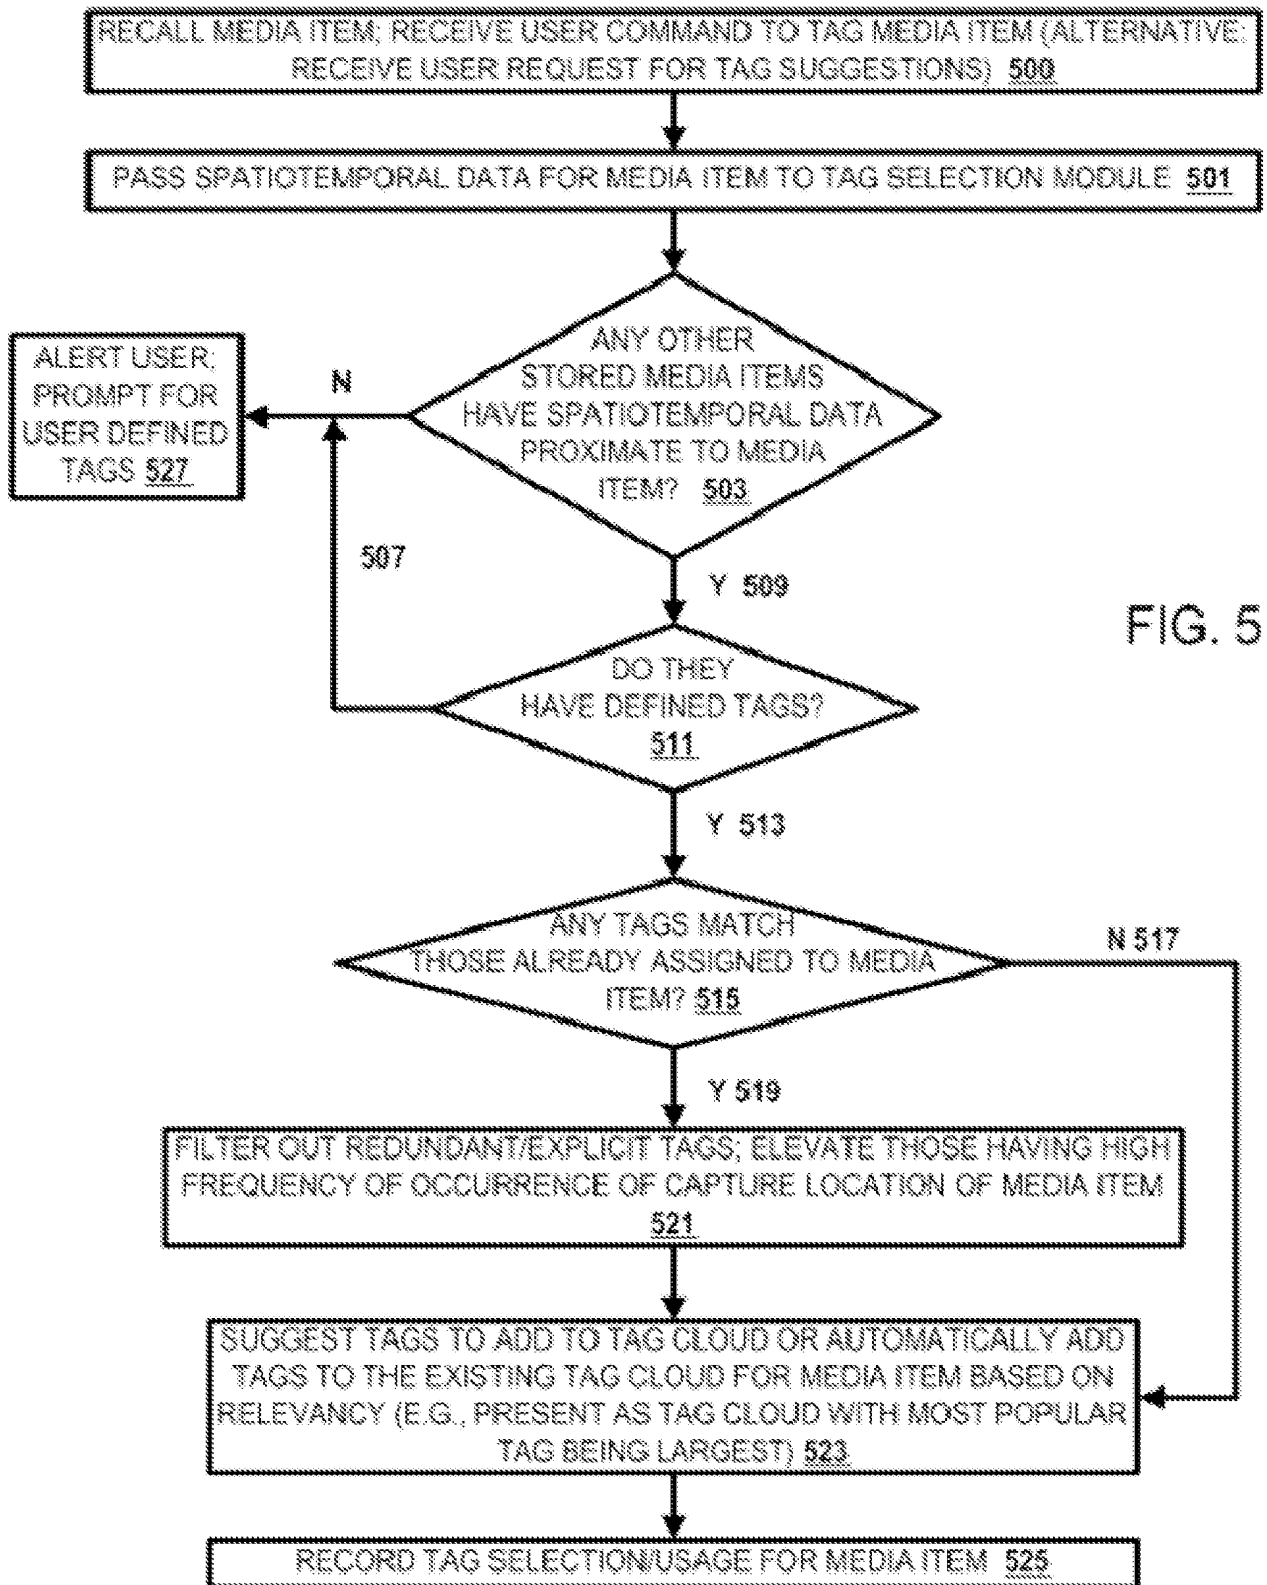 RECALL MEDIA ITEM; RECEIVE USER COMMAND TO TAG MEDIA ITEM (ALTERNATIVE:
RECEIVE USER REQUEST FOR TAG SUGGESTIONS) 500
PASS SPATIOTEMPORAL DATA FOR MEDIA ITEM TO TAG SELECTION MODULE 501
ANY OTHER
STORED MEDIA ITEMS
HAVE SPATIOTEMPORAL DATA
PROXIMATE TO MEDIA
ITEM? 503
N
ALERT USER;
PROMPT FOR
USER DEFINED
TAGS 527
507
Y 509
FIG. 5
DO THEY
HAVE DEFINED TAGS?
511
Y 513
ANY TAGS MATCH
THOSE ALREADY ASSIGNED TO MEDIA
ITEM? 515
N 517
Y 519
FILTER OUT REDUNDANT/EXPLICIT TAGS; ELEVATE THOSE HAVING HIGH
FREQUENCY OF OCCURRENCE OF CAPTURE LOCATION OF MEDIA ITEM
521
SUGGEST TAGS TO ADD TO TAG CLOUD OR AUTOMATICALLY ADD
TAGS TO THE EXISTING TAG CLOUD FOR MEDIA ITEM BASED ON
RELEVANCY (E.G., PRESENT AS TAG CLOUD WITH MOST POPULAR
TAG BEING LARGEST) 523
RECORD TAG SELECTION/USAGE FOR MEDIA ITEM 525